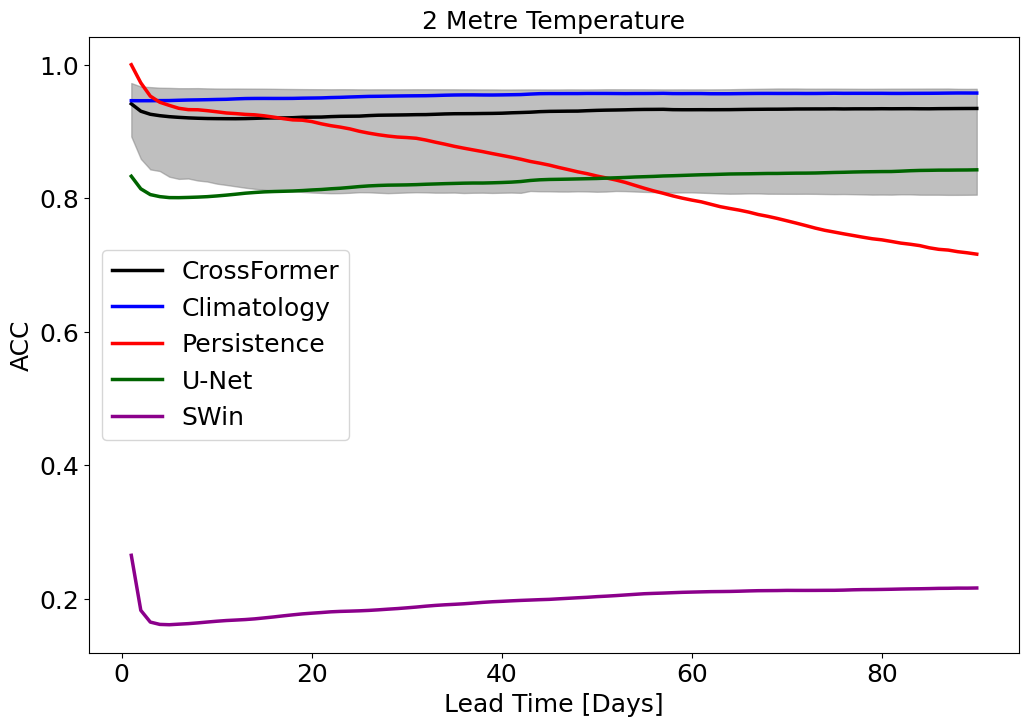 2 Metre Temperature
ACC
1.0
0.8
0.6
0.4
0.2
CrossFormer
Climatology
Persistence
U-Net
SWin
0 20 40 60 80
Lead Time [Days]